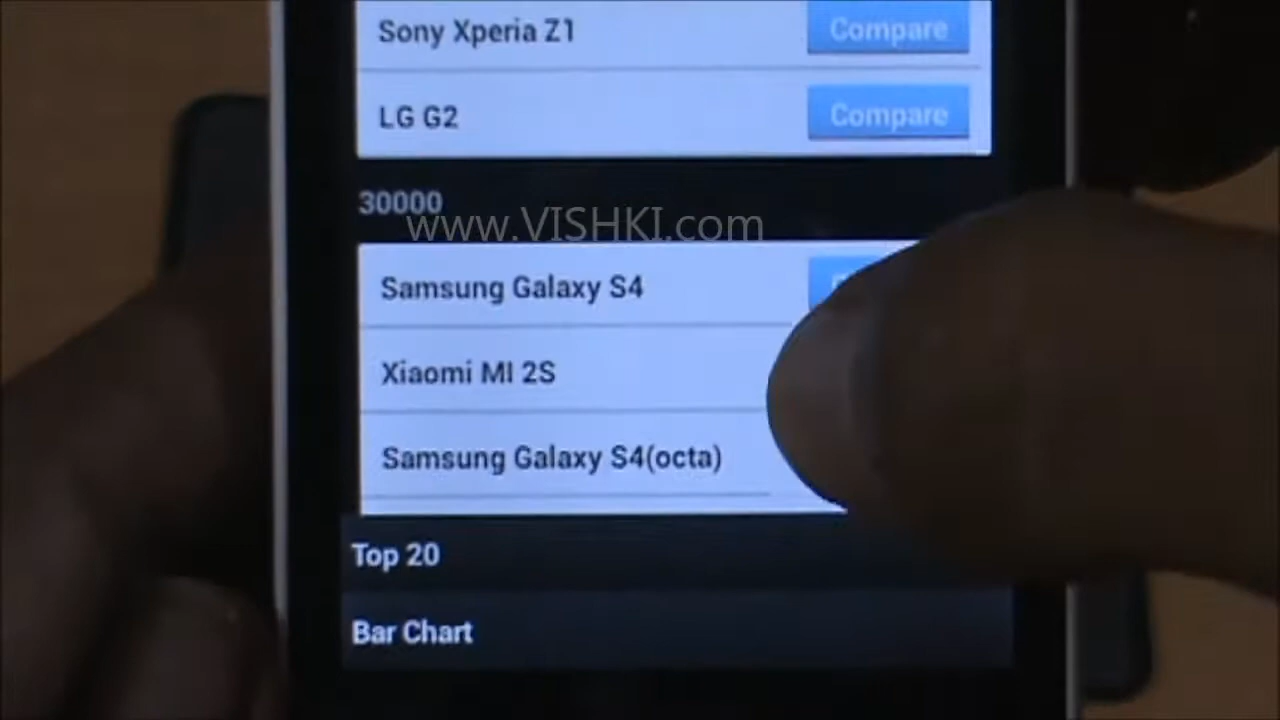 Sony Xperia Z1 Compare
LG G2 Compare
30000
www.VISHKI.com
Samsung Galaxy S4
Xiaomi MI 2S
Samsung Galaxy S4(octa)
Top 20
Bar Chart